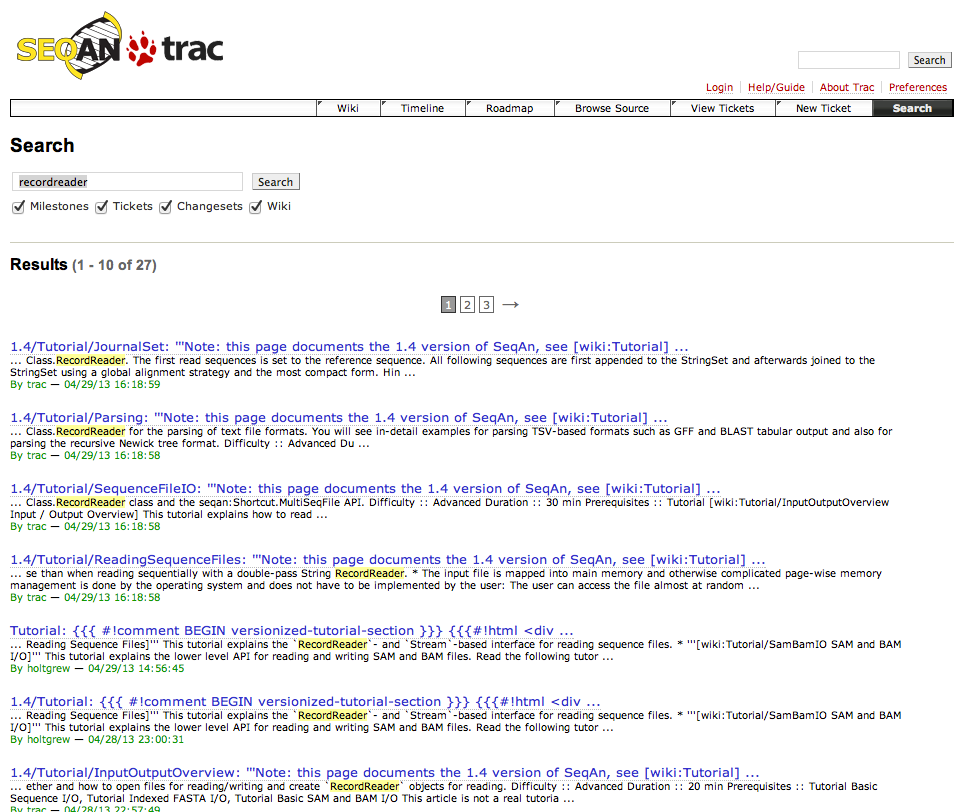 SEQAN trac
Search
Login Help/Guide About Trac Preferences
Wiki Timeline Roadmap Browse Source View Tickets New Ticket Search
Search
recordreader Search
Milestones Tickets Changesets Wiki
Results (1 - 10 of 27)
1 2 3 →
1.4/Tutorial/JournalSet: '''Note: this page documents the 1.4 version of SeqAn, see [wiki:Tutorial] ...
... Class.RecordReader. The first read sequences is set to the reference sequence. All following sequences are first appended to the StringSet and afterwards joined to the
StringSet using a global alignment strategy and the most compact form. Hin ...
By trac — 04/29/13 16:18:59
1.4/Tutorial/Parsing: '''Note: this page documents the 1.4 version of SeqAn, see [wiki:Tutorial] ...
... Class.RecordReader for the parsing of text file formats. You will see in-detail examples for parsing TSV-based formats such as GFF and BLAST tabular output and also for
parsing the recursive Newick tree format. Difficulty :: Advanced Du ...
By trac — 04/29/13 16:18:58
1.4/Tutorial/SequenceFileIO: '''Note: this page documents the 1.4 version of SeqAn, see [wiki:Tutorial] ...
... Class.RecordReader class and the seqan:Shortcut.MultiSeqFile API. Difficulty :: Advanced Duration :: 30 min Prerequisites :: Tutorial [wiki:Tutorial/InputOutputOverview
Input / Output Overview] This tutorial explains how to read ...
By trac — 04/29/13 16:18:58
1.4/Tutorial/ReadingSequenceFiles: '''Note: this page documents the 1.4 version of SeqAn, see [wiki:Tutorial] ...
... se than when reading sequentially with a double-pass String RecordReader. * The input file is mapped into main memory and otherwise complicated page-wise memory
management is done by the operating system and does not have to be implemented by the user: The user can access the file almost at random ...
By trac — 04/29/13 16:18:58
Tutorial: {{{ #!comment BEGIN versionized-tutorial-section }}} {{{#!html <div ...
... Reading Sequence Files]''' This tutorial explains the `RecordReader`- and `Stream`-based interface for reading sequence files. * '''[wiki:Tutorial/SamBamIO SAM and BAM
I/O]''' This tutorial explains the lower level API for reading and writing SAM and BAM files. Read the following tutor ...
By holtgrew — 04/29/13 14:56:45
1.4/Tutorial: {{{ #!comment BEGIN versionized-tutorial-section }}} {{{#!html <div ...
... Reading Sequence Files]''' This tutorial explains the `RecordReader`- and `Stream`-based interface for reading sequence files. * '''[wiki:Tutorial/SamBamIO SAM and BAM
I/O]''' This tutorial explains the lower level API for reading and writing SAM and BAM files. Read the following tutor ...
By holtgrew — 04/28/13 23:00:31
1.4/Tutorial/InputOutputOverview: '''Note: this page documents the 1.4 version of SeqAn, see [wiki:Tutorial] ...
... ether and how to open files for reading/writing and create `RecordReader` objects for reading. Difficulty :: Advanced Duration :: 20 min Prerequisites :: Tutorial Basic
Sequence I/O, Tutorial Indexed FASTA I/O, Tutorial Basic SAM and BAM I/O This article is not a real tutoria ...
By trac — 04/28/13 22:57:49